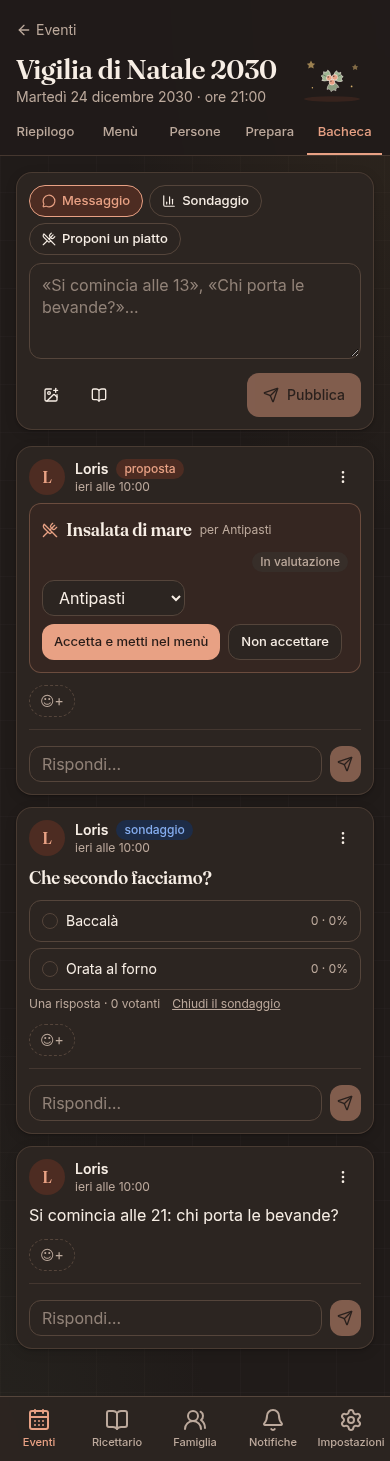 Eventi
Vigilia di Natale 2030
Martedì 24 dicembre 2030 · ore 21:00
Riepilogo Menù Persone Prepara Bacheca
Messaggio Sondaggio
Proponi un piatto
«Si comincia alle 13», «Chi porta le
bevande?»...
Pubblica
L Loris proposta
ieri alle 10:00
Insalata di mare per Antipasti
In valutazione
Antipasti
Accetta e metti nel menù Non accettare
Rispondi...
L Loris sondaggio
ieri alle 10:00
Che secondo facciamo?
Baccalà 0 · 0%
Orata al forno 0 · 0%
Una risposta · 0 votanti Chiudi il sondaggio
Rispondi...
L Loris
ieri alle 10:00
Si comincia alle 21: chi porta le bevande?
Rispondi...
Eventi Ricettario Famiglia Notifiche Impostazioni